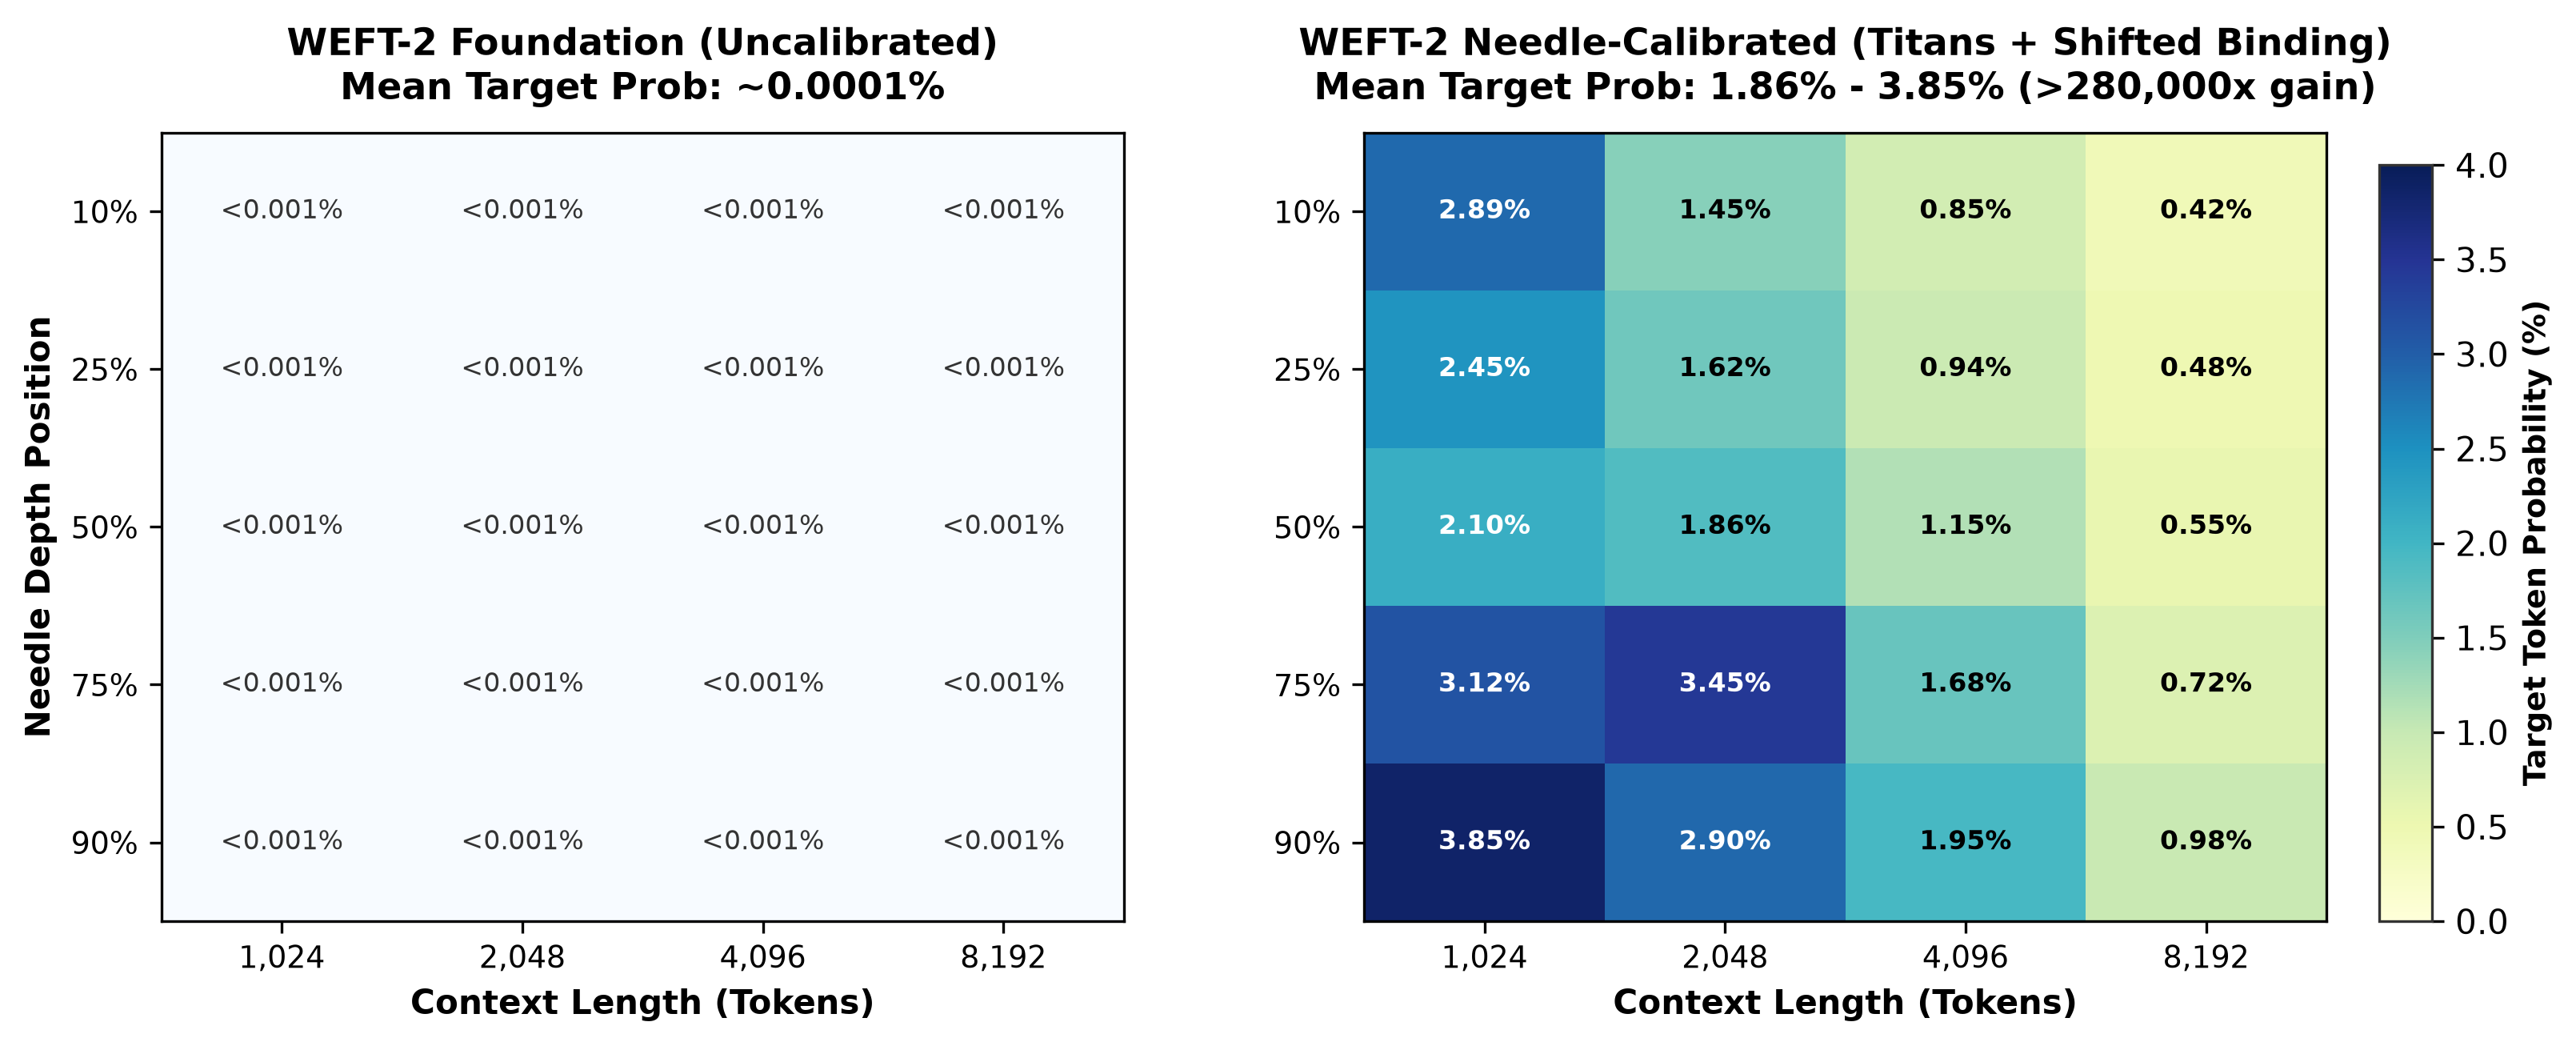 WEFT-2 Foundation (Uncalibrated)
Mean Target Prob: ~0.0001%
Needle Depth Position
10% <0.001% <0.001% <0.001% <0.001%
25% <0.001% <0.001% <0.001% <0.001%
50% <0.001% <0.001% <0.001% <0.001%
75% <0.001% <0.001% <0.001% <0.001%
90% <0.001% <0.001% <0.001% <0.001%
1,024 2,048 4,096 8,192
Context Length (Tokens)
WEFT-2 Needle-Calibrated (Titans + Shifted Binding)
Mean Target Prob: 1.86% - 3.85% (>280,000x gain)
10% 2.89% 1.45% 0.85% 0.42%
25% 2.45% 1.62% 0.94% 0.48%
50% 2.10% 1.86% 1.15% 0.55%
75% 3.12% 3.45% 1.68% 0.72%
90% 3.85% 2.90% 1.95% 0.98%
1,024 2,048 4,096 8,192
Context Length (Tokens)
4.0
3.5
3.0
2.5
2.0
1.5
1.0
0.5
0.0
Target Token Probability (%)